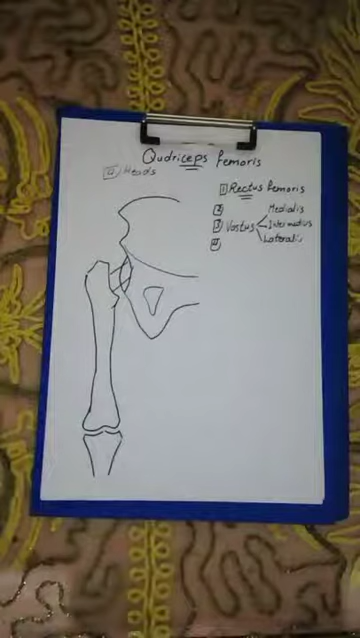 Qudriceps Femoris
4 Heads
1 Rectus Femoris
2 Medialis
3 Vastus Intermedius
4 Lateralis